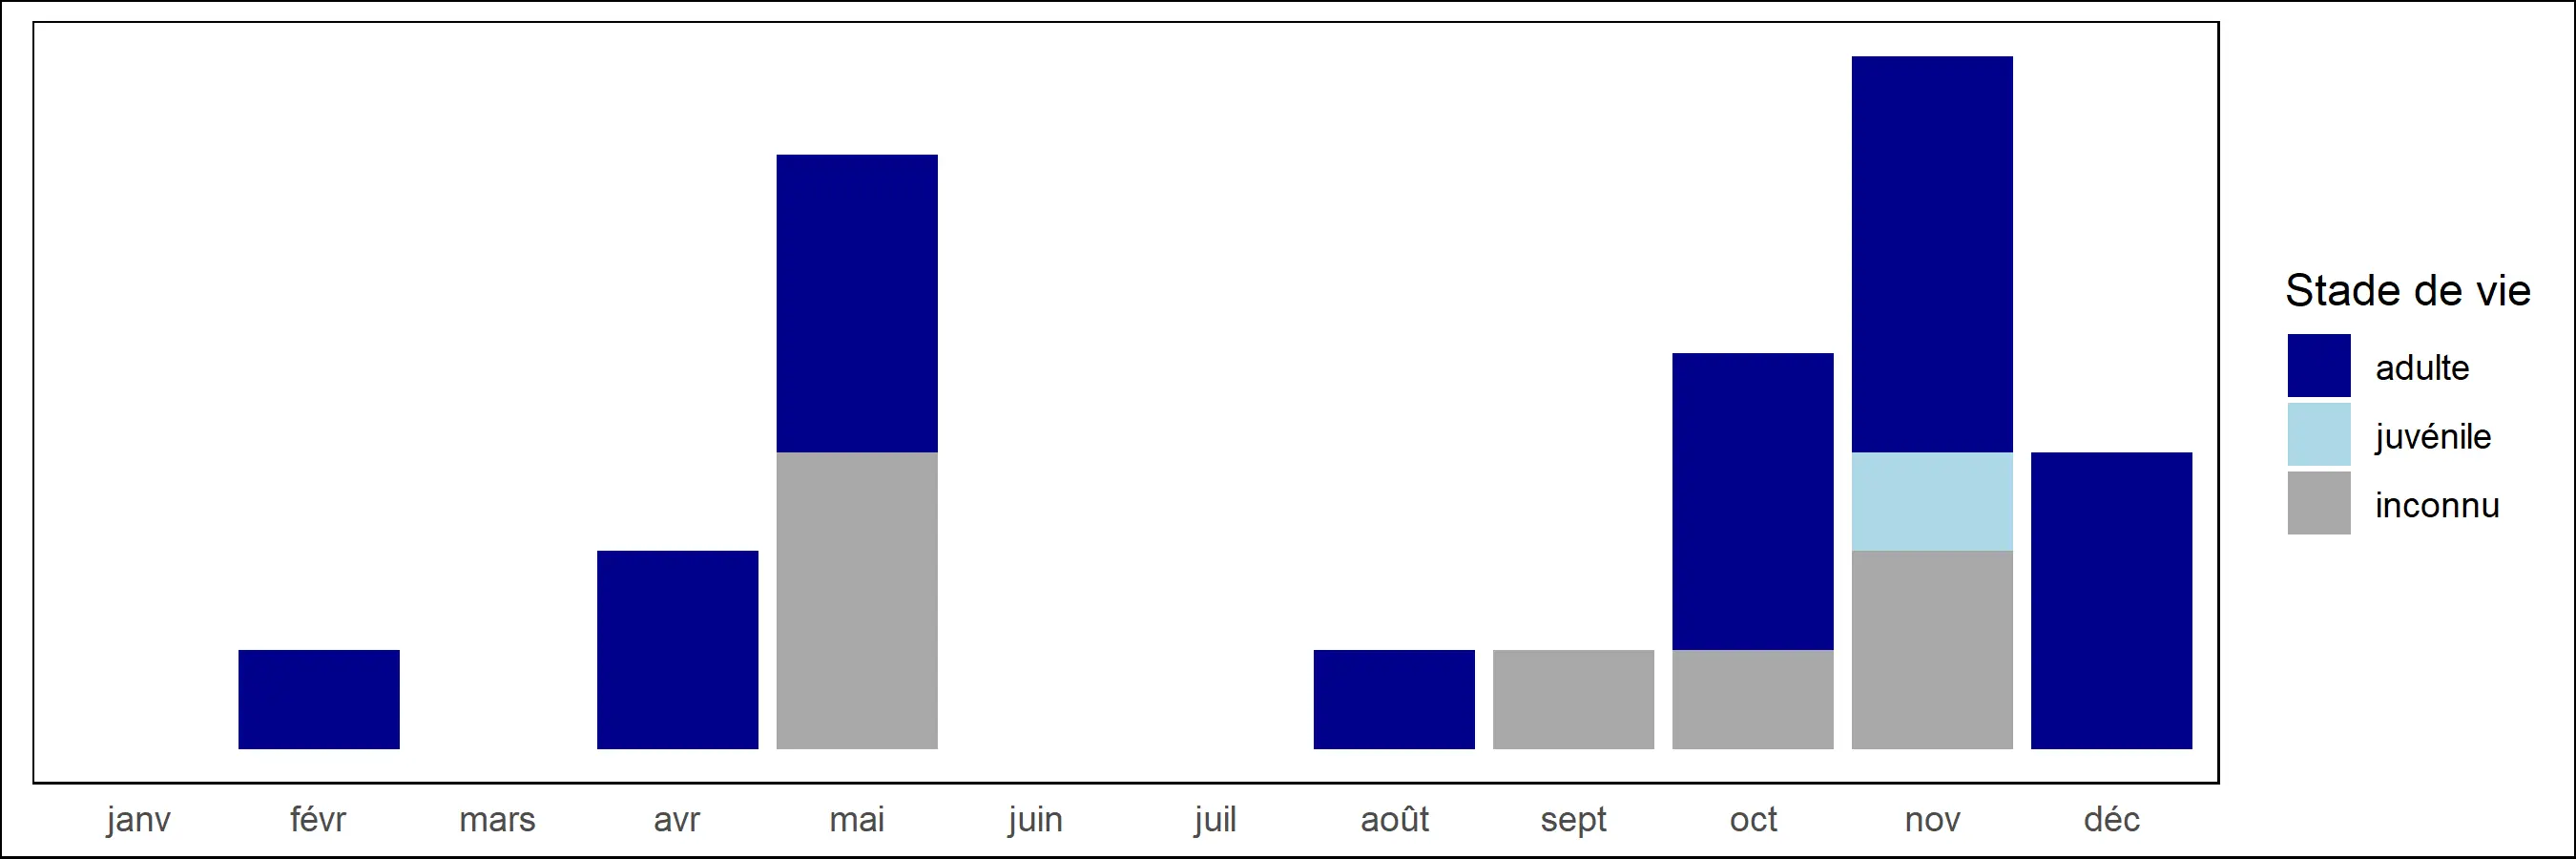 Stade de vie
adulte
juvénile
inconnu
janv févr mars avr mai juin juil août sept oct nov déc